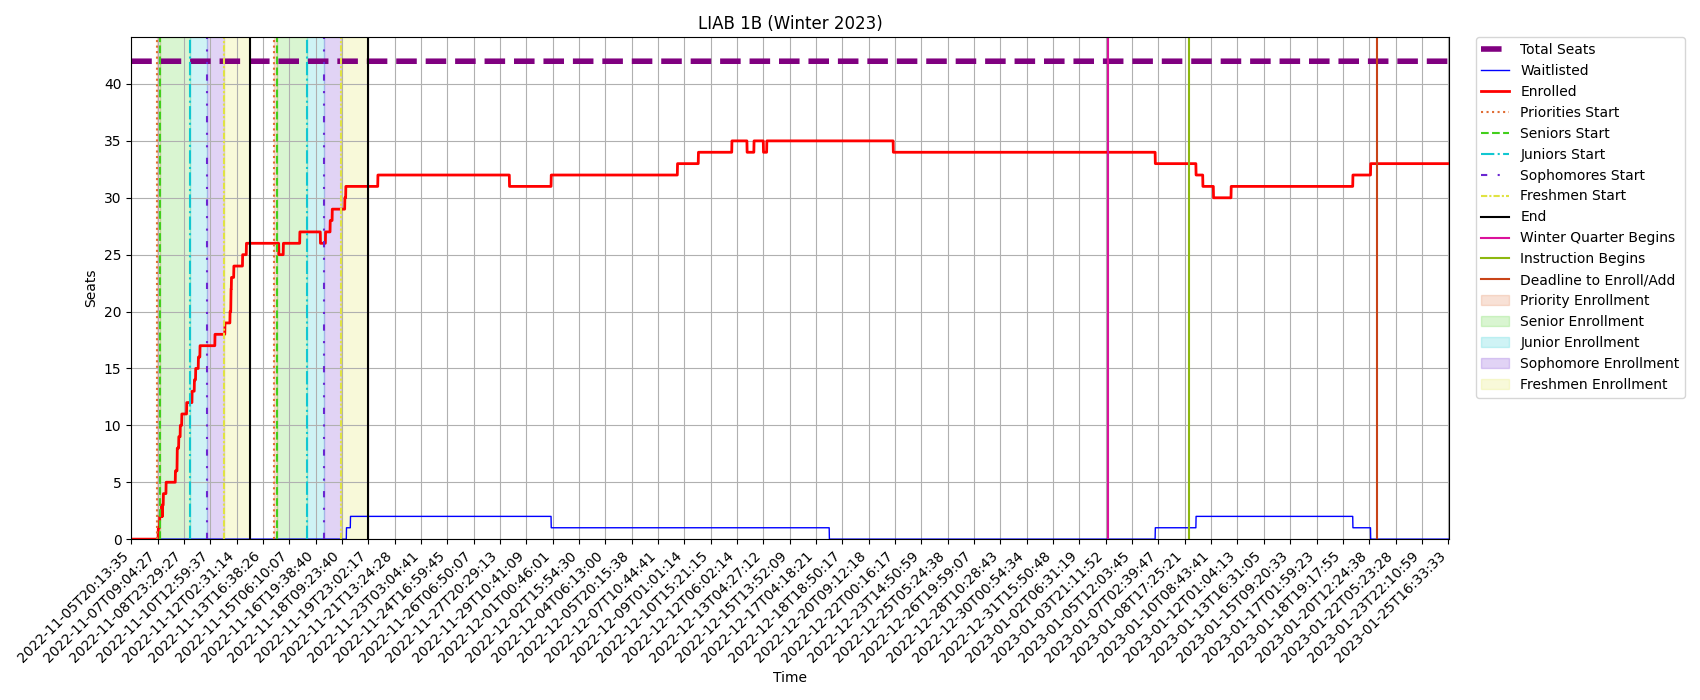 LIAB 1B (Winter 2023)
Seats
40
35
30
25
20
15
10
5
0
2022-11-05T20:13:35
2022-11-07T09:04:27
2022-11-08T23:29:27
2022-11-10T12:59:37
2022-11-12T02:31:14
2022-11-13T16:38:26
2022-11-15T06:10:07
2022-11-16T19:38:40
2022-11-18T09:23:40
2022-11-19T23:02:17
2022-11-21T13:24:28
2022-11-23T03:04:41
2022-11-24T16:59:45
2022-11-26T06:50:07
2022-11-27T20:29:13
2022-11-29T10:41:09
2022-12-01T00:46:01
2022-12-02T15:54:30
2022-12-04T06:13:00
2022-12-05T20:15:38
2022-12-07T10:44:41
2022-12-09T01:01:14
2022-12-10T15:21:15
2022-12-12T06:02:14
2022-12-13T04:27:12
2022-12-15T13:52:09
2022-12-17T04:18:21
2022-12-18T18:50:17
2022-12-20T09:12:18
2022-12-22T00:16:17
2022-12-23T14:50:59
2022-12-25T05:24:38
2022-12-26T19:59:07
2022-12-28T10:28:43
2022-12-30T00:54:34
2022-12-31T15:50:48
2023-01-02T06:31:19
2023-01-03T21:11:52
2023-01-05T12:03:45
2023-01-07T02:39:47
2023-01-08T17:25:21
2023-01-10T08:43:41
2023-01-12T01:04:13
2023-01-13T16:31:05
2023-01-15T09:20:33
2023-01-17T01:59:23
2023-01-18T19:17:55
2023-01-20T12:24:38
2023-01-22T05:23:28
2023-01-23T22:10:59
2023-01-25T16:33:33
Time
Total Seats
Waitlisted
Enrolled
Priorities Start
Seniors Start
Juniors Start
Sophomores Start
Freshmen Start
End
Winter Quarter Begins
Instruction Begins
Deadline to Enroll/Add
Priority Enrollment
Senior Enrollment
Junior Enrollment
Sophomore Enrollment
Freshmen Enrollment